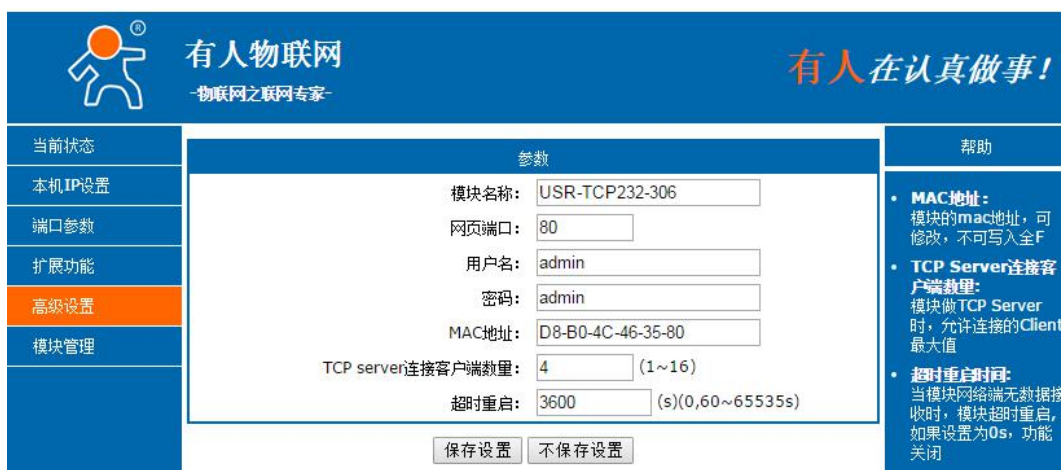 ®
有人物联网
-物联网之联网专家-
有人在认真做事!
当前状态
本机IP设置
端口参数
扩展功能
高级设置
模块管理
参数
模块名称: USR-TCP232-306
网页端口: 80
用户名: admin
密码: admin
MAC地址: D8-B0-4C-46-35-80
TCP server连接客户端数量: 4 (1~16)
超时重启: 3600 (s)(0,60~65535s)
保存设置 不保存设置
帮助
• MAC地址:
模块的mac地址,可
修改,不可写入全F
• TCP Server连接客
户端数量:
模块做TCP Server
时,允许连接的Client
最大值
• 超时重启时间:
当模块网络端无数据接
收时,模块超时重启,
如果设置为0s,功能
关闭